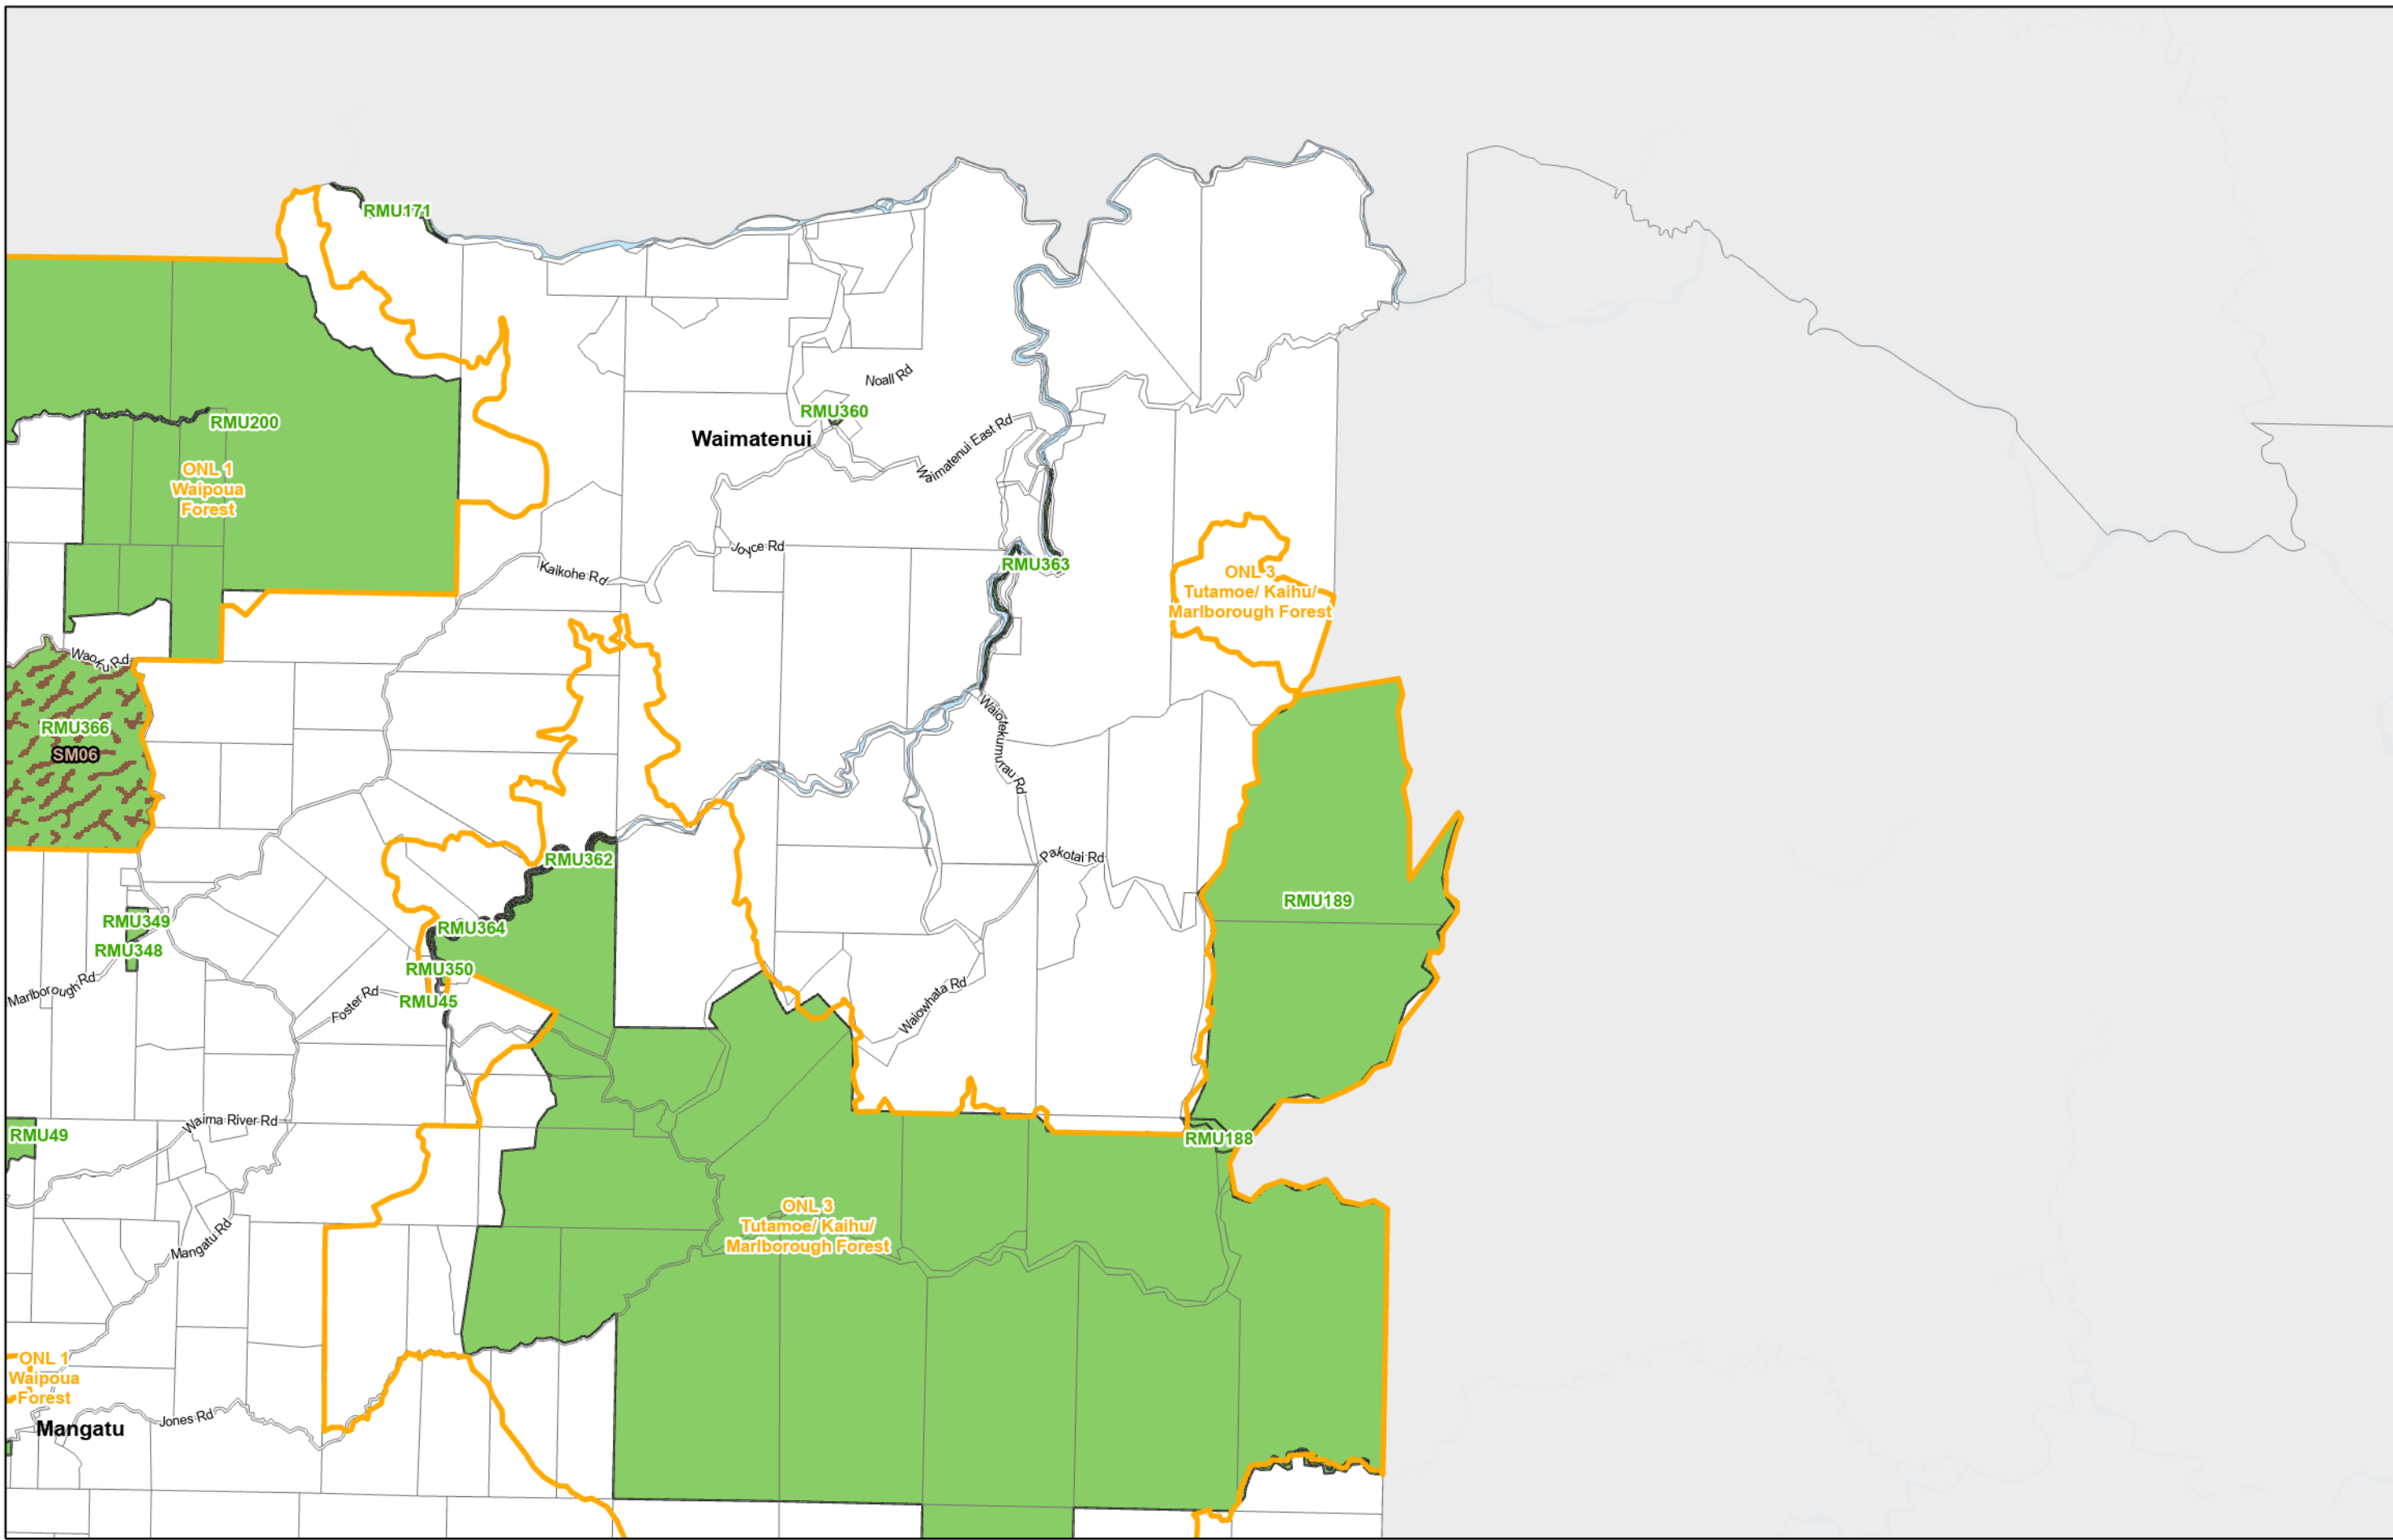 RMU171
Noall Rd
RMU360
RMU200
Waimatenui
Waimatenui East Rd
ONL 1
Waipoua
Forest
Joyce Rd
Kaikohe Rd
RMU363
ONL 3
Tutamoe/ Kaihu/
Marlborough Forest
Waoku Rd
RMU366
SM06
Waiotekumurau Rd
RMU362
Pakotai Rd
RMU189
RMU349
RMU364
RMU348
RMU350
Marlborough Rd
RMU45
Foster Rd
Waiowhata Rd
Waima River Rd
RMU49
RMU188
ONL 3
Tutamoe/ Kaihu/
Marlborough Forest
Mangatu Rd
ONL 1
Waipoua
Forest
Jones Rd
Mangatu